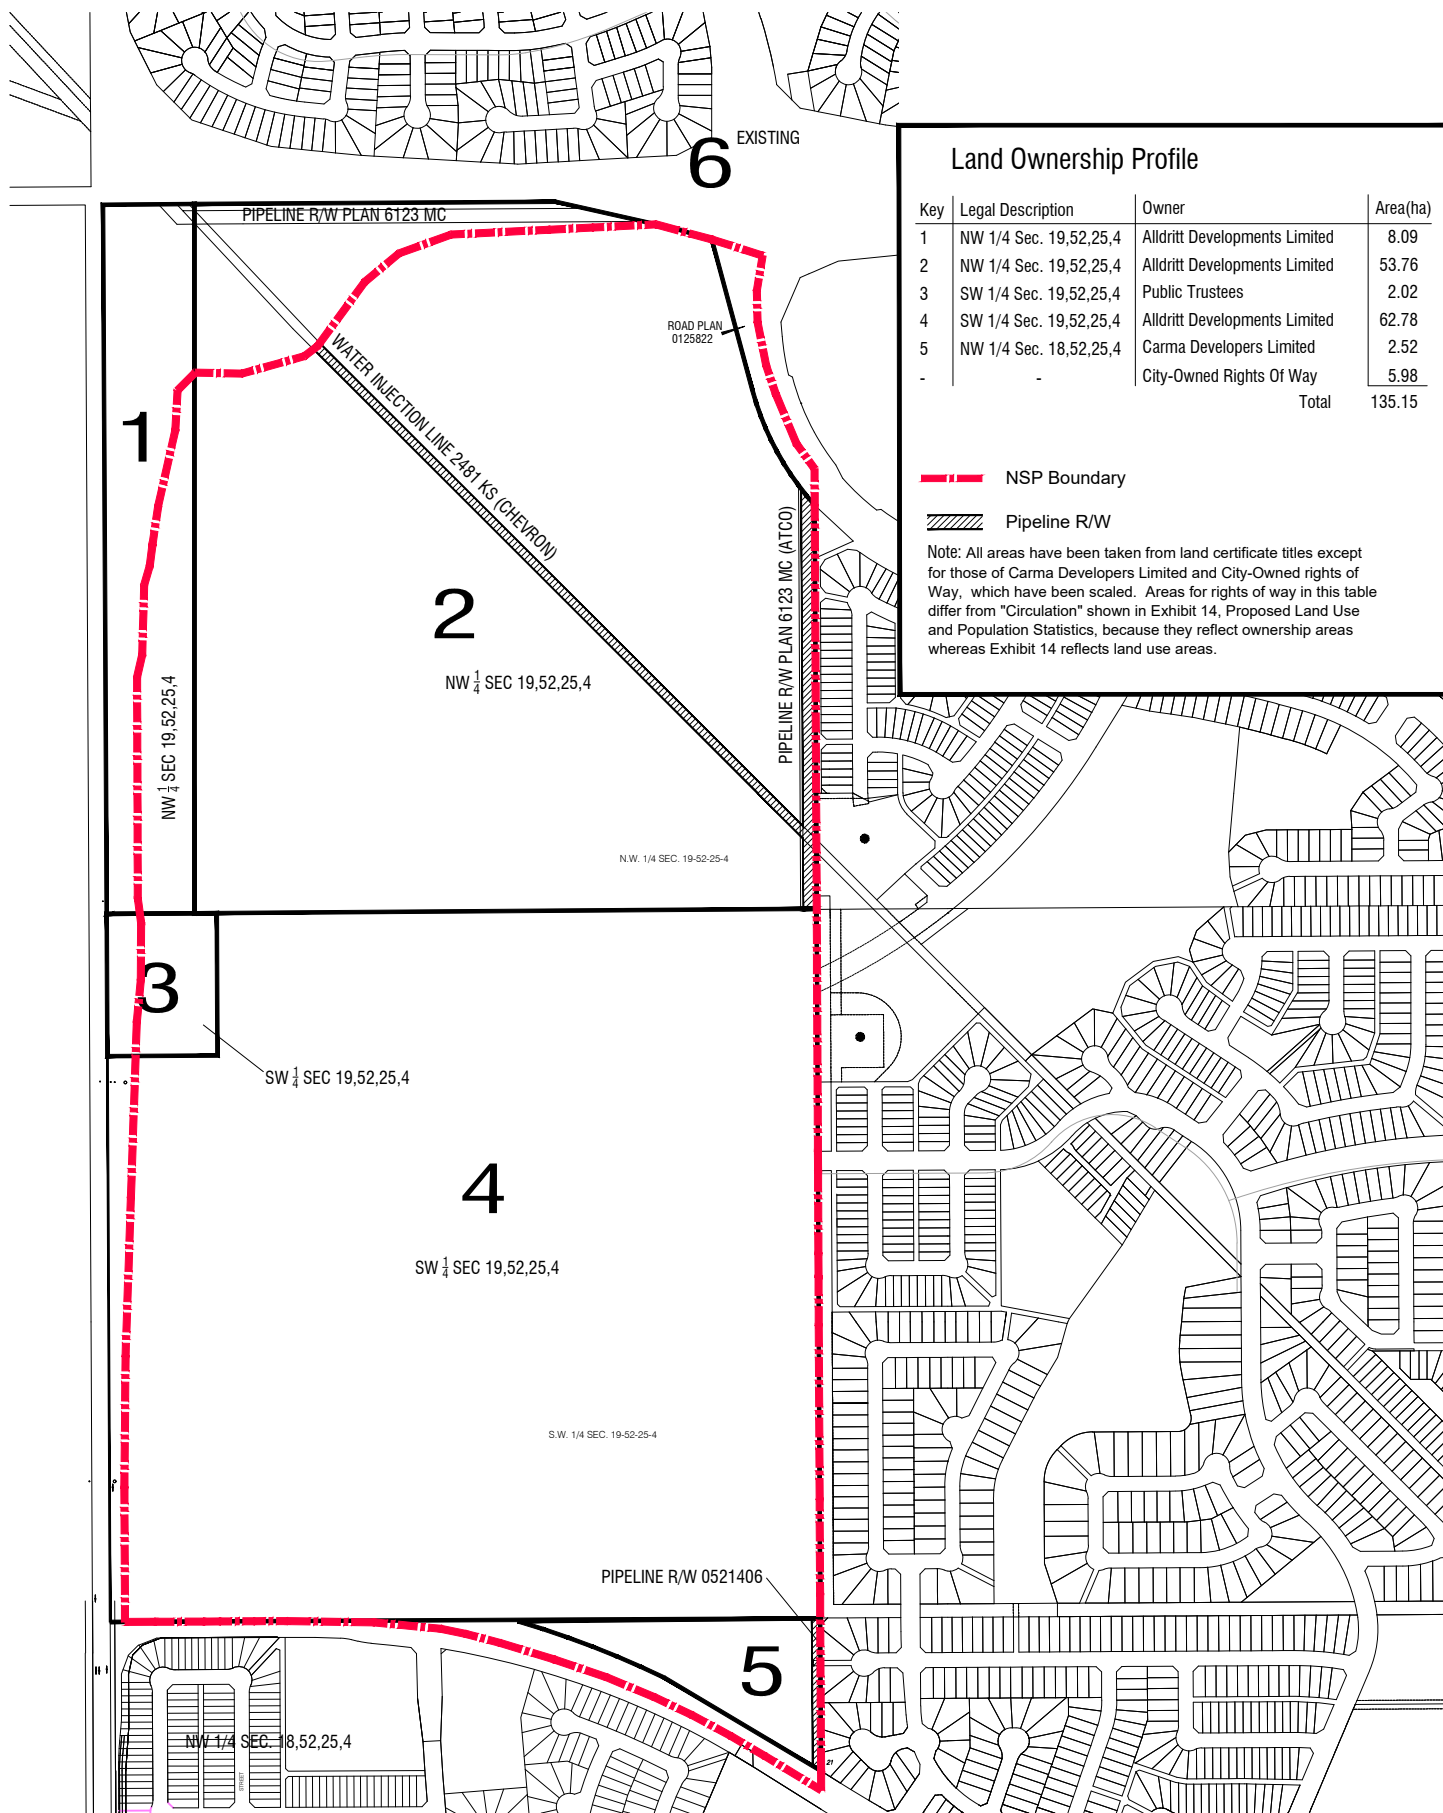 EXISTING
6
Land Ownership Profile
Key Legal Description Owner Area(ha)
1 NW 1/4 Sec. 19,52,25,4 Alldritt Developments Limited 8.09
2 NW 1/4 Sec. 19,52,25,4 Alldritt Developments Limited 53.76
3 SW 1/4 Sec. 19,52,25,4 Public Trustees 2.02
4 SW 1/4 Sec. 19,52,25,4 Alldritt Developments Limited 62.78
5 NW 1/4 Sec. 18,52,25,4 Carma Developers Limited 2.52
- - City-Owned Rights Of Way 5.98
Total 135.15
NSP Boundary
Pipeline R/W
Note: All areas have been taken from land certificate titles except
for those of Carma Developers Limited and City-Owned rights of
Way, which have been scaled. Areas for rights of way in this table
differ from "Circulation" shown in Exhibit 14, Proposed Land Use
and Population Statistics, because they reflect ownership areas
whereas Exhibit 14 reflects land use areas.
PIPELINE R/W PLAN 6123 MC
ROAD PLAN
0125822
WATER INJECTION LINE 2481 KS (CHEVRON)
1
2
NW 1/4 SEC 19,52,25,4
NW 1/4 SEC 19,52,25,4
PIPELINE R/W PLAN 6123 MC (ATCO)
N.W. 1/4 SEC. 19-52-25-4
3
SW 1/4 SEC 19,52,25,4
4
SW 1/4 SEC 19,52,25,4
S.W. 1/4 SEC. 19-52-25-4
PIPELINE R/W 0521406
5
NW 1/4 SEC. 18,52,25,4
STREET
21